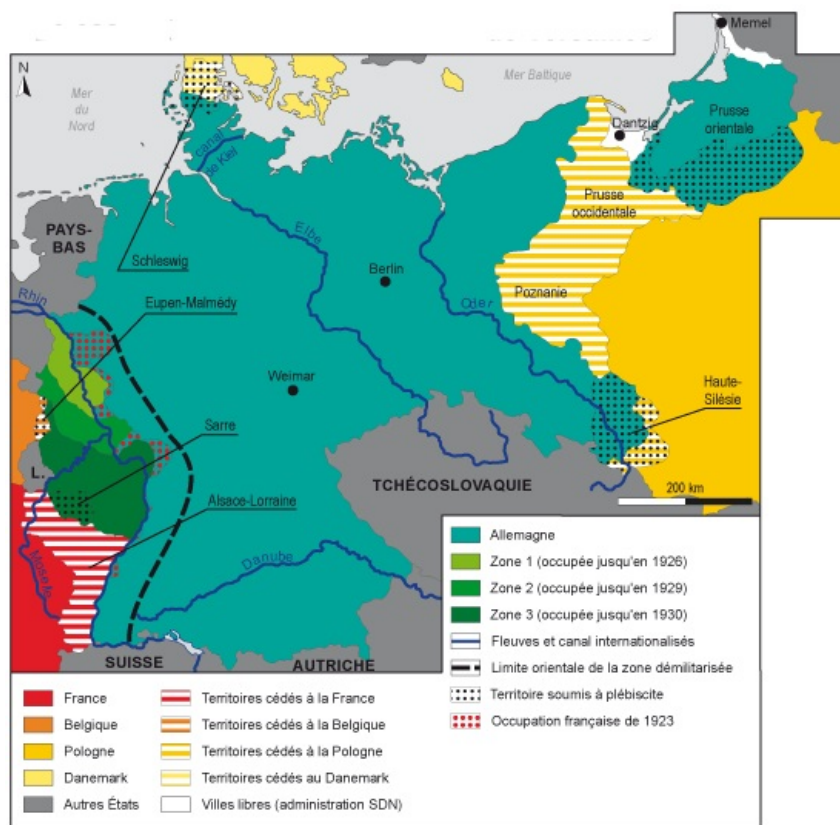 Memel
N
Mer
du
Nord
Mer Baltique
Dantzig
Prusse
orientale
canal
de Kiel
Prusse
occidentale
PAYS-
BAS
Schleswig
Elbe
Berlin
Rhin
Eupen-Malmédy
Poznanie
Oder
Weimar
Haute-
Silésie
Sarre
L.
TCHÉCOSLOVAQUIE
200 km
Alsace-Lorraine
Moselle
Danube
SUISSE
AUTRICHE
Allemagne
Zone 1 (occupée jusqu'en 1926)
Zone 2 (occupée jusqu'en 1929)
Zone 3 (occupée jusqu'en 1930)
Fleuves et canal internationalisés
Limite orientale de la zone démilitarisée
Territoire soumis à plébiscite
Occupation française de 1923
France
Territoires cédés à la France
Belgique
Territoires cédés à la Belgique
Pologne
Territoires cédés à la Pologne
Danemark
Territoires cédés au Danemark
Autres États
Villes libres (administration SDN)